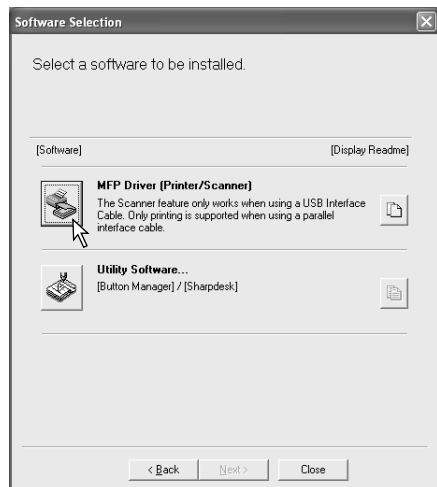 Software Selection
Select a software to be installed.
[Software] [Display Readme]
MFP Driver (Printer/Scanner)
The Scanner feature only works when using a USB Interface
Cable. Only printing is supported when using a parallel
interface cable.
Utility Software...
[Button Manager] / [Sharpdesk]
< Back Next > Close